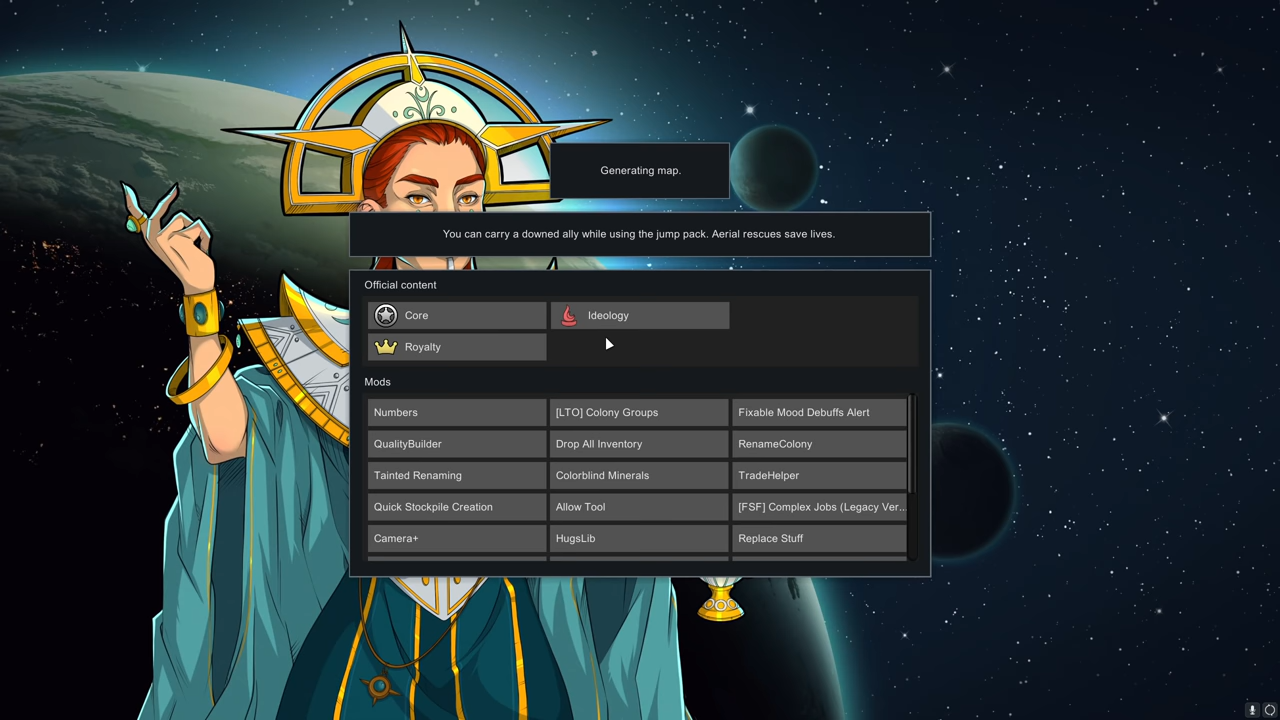 Generating map.
You can carry a downed ally while using the jump pack. Aerial rescues save lives.
Official content
Core
Ideology
Royalty
Mods
Numbers
[LTO] Colony Groups
Fixable Mood Debuffs Alert
QualityBuilder
Drop All Inventory
RenameColony
Tainted Renaming
Colorblind Minerals
TradeHelper
Quick Stockpile Creation
Allow Tool
[FSF] Complex Jobs (Legacy Ver...
Camera+
HugsLib
Replace Stuff